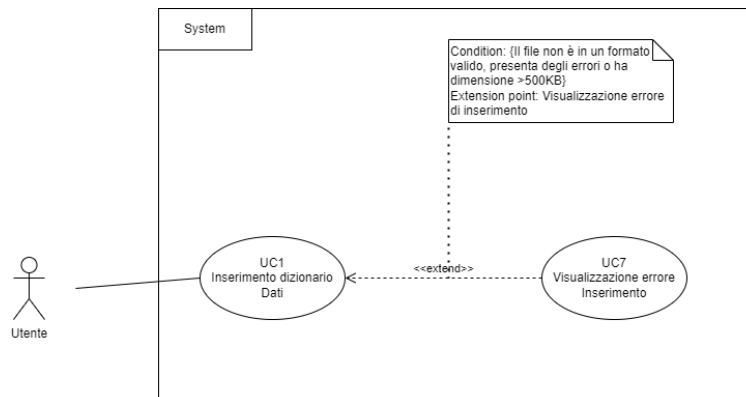 System
Condition: {Il file non è in un formato
valido, presenta degli errori o ha
dimensione >500KB}
Extension point: Visualizzazione errore
di inserimento
UC1
Inserimento dizionario
Dati
<<extend>>
UC7
Visualizzazione errore
Inserimento
Utente